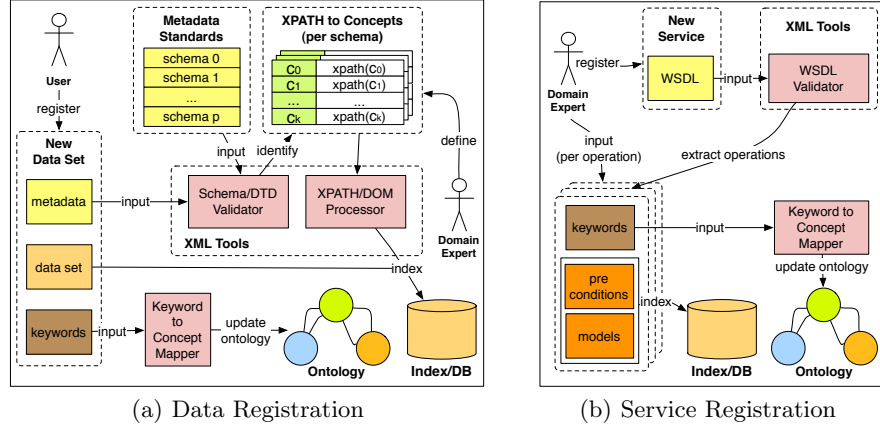 Metadata
Standards
schema 0
schema 1
...
schema p
XPATH to Concepts
(per schema)
C0 xpath(C0)
C1 xpath(C1)
... ...
Ck xpath(Ck)
User
register
New
Data Set
metadata
data set
keywords
input
input
identify
define
Schema/DTD
Validator
XPATH/DOM
Processor
XML Tools
Domain
Expert
index
input
Keyword
to
Concept
Mapper
update
ontology
Ontology
Index/DB
(a) Data Registration
New
Service
WSDL
XML Tools
WSDL
Validator
register
input
Domain
Expert
input
(per operation)
extract operations
keywords
input
Keyword to
Concept
Mapper
update ontology
pre
conditions
models
index
Index/DB
Ontology
(b) Service Registration